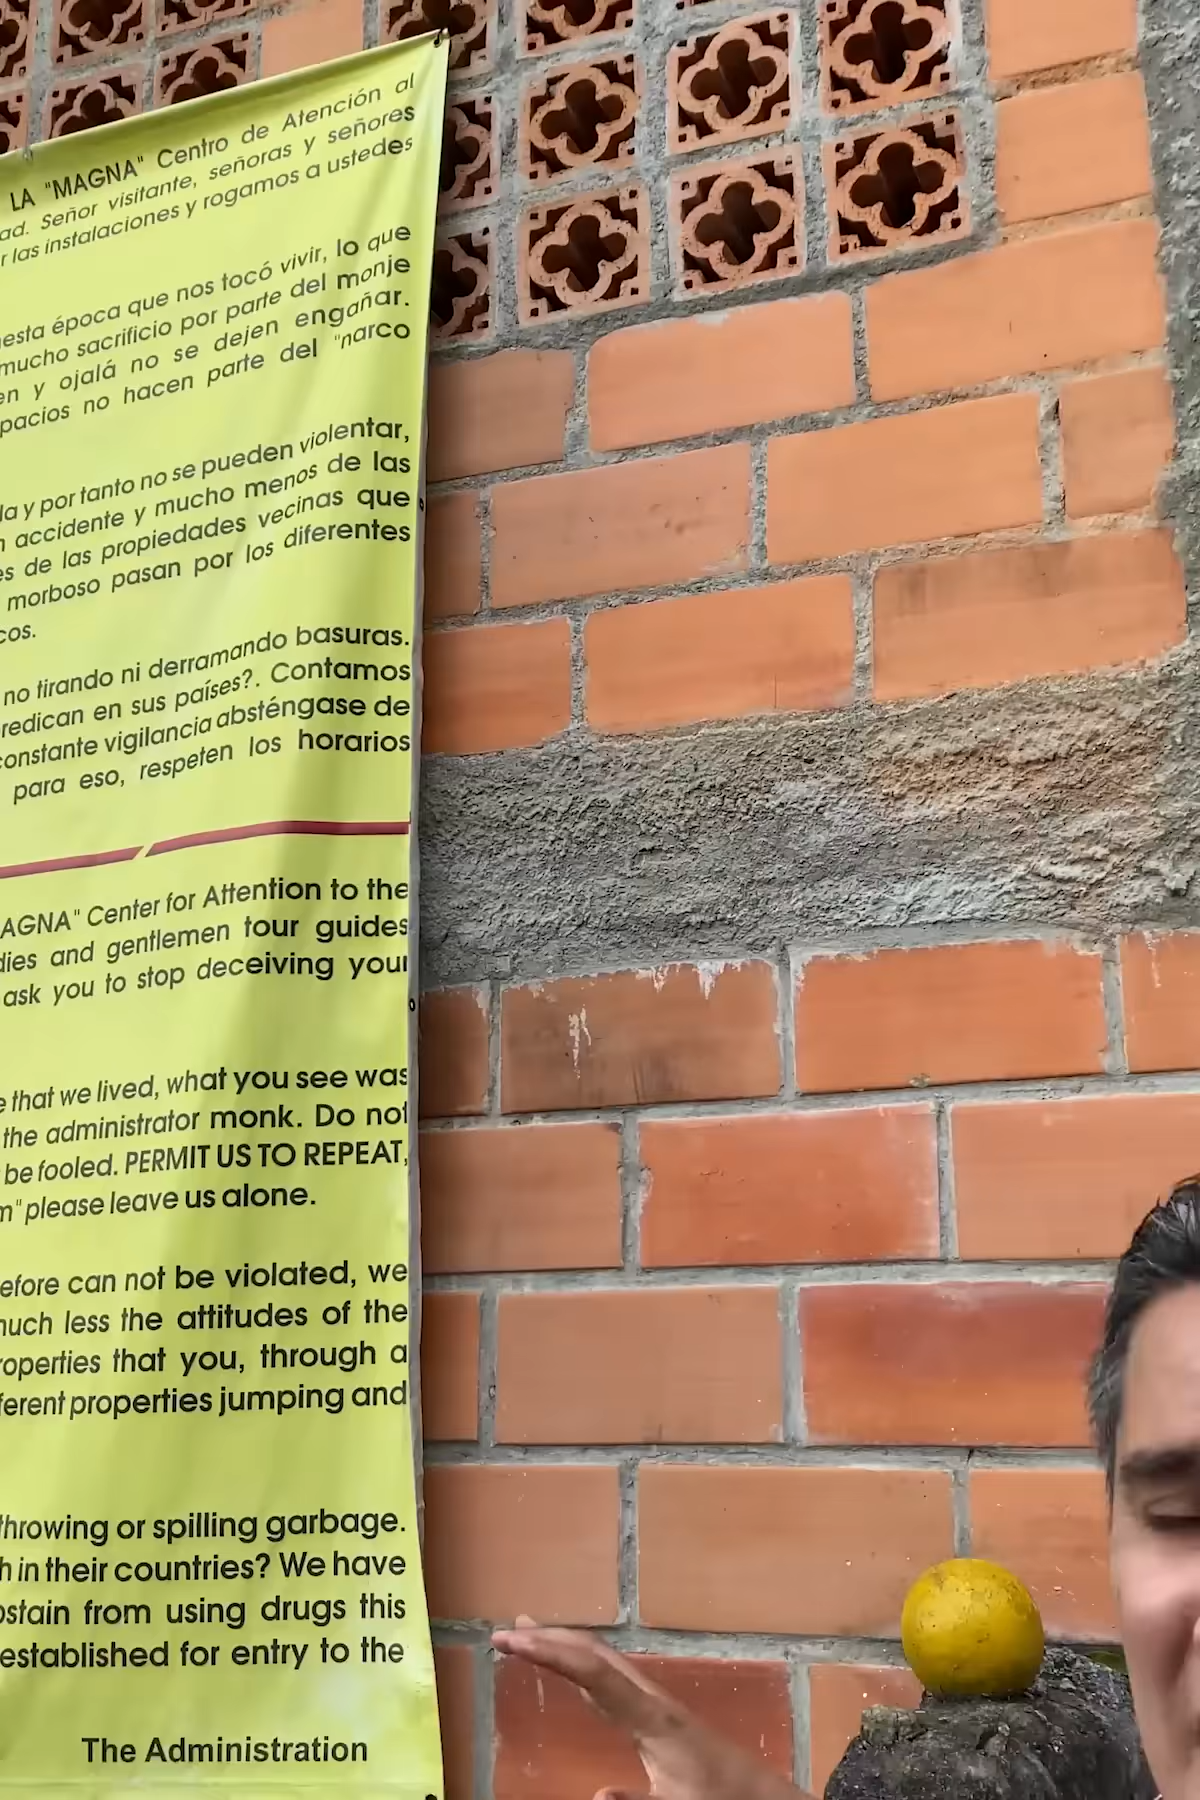 LA "MAGNA" Centro de Atención al
ad. Señor visitante, señoras y señores
r las instalaciones y rogamos a ustedes
esta época que nos tocó vivir, lo que
mucho sacrificio por parte del monje
en y ojalá no se dejen engañar.
pacios no hacen parte del "narco
da y por tanto no se pueden violentar,
n accidente y mucho menos de las
es de las propiedades vecinas que
morboso pasan por los diferentes
cos.
no tirando ni derramando basuras.
redican en sus países?. Contamos
constante vigilancia absténgase de
para eso, respeten los horarios
AGNA" Center for Attention to the
dies and gentlemen tour guides
ask you to stop deceiving your
e that we lived, what you see was
the administrator monk. Do not
be fooled. PERMIT US TO REPEAT,
m" please leave us alone.
efore can not be violated, we
much less the attitudes of the
roperties that you, through a
ferent properties jumping and
throwing or spilling garbage.
h in their countries? We have
bstain from using drugs this
established for entry to the
The Administration